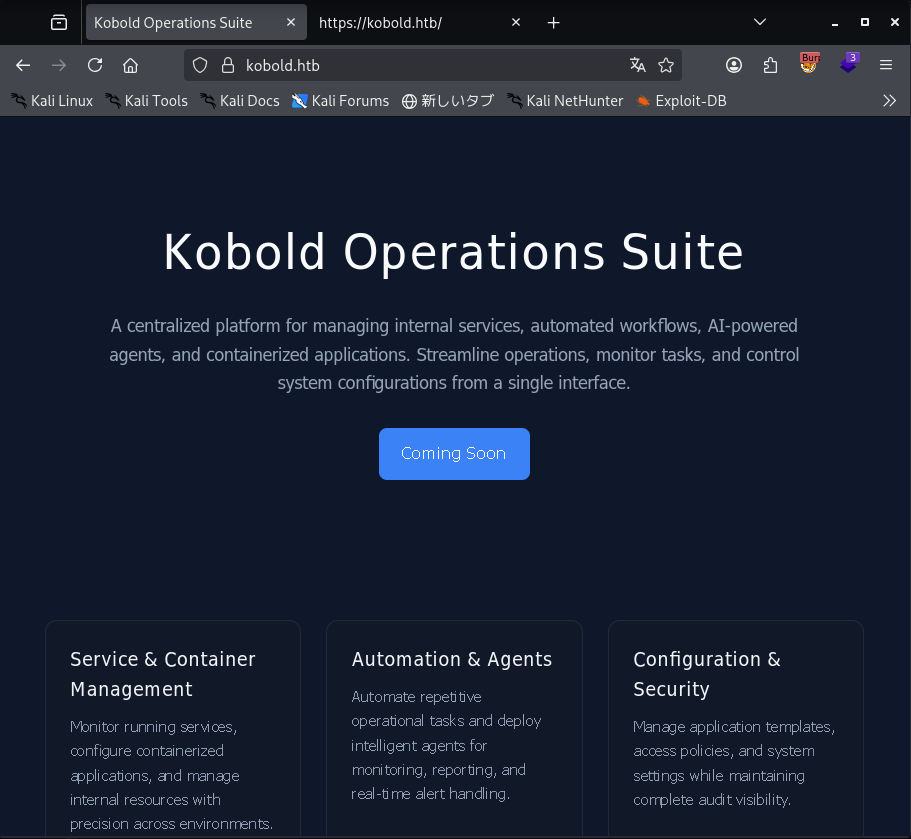 Kobold Operations Suite
https://kobold.htb/
kobold.htb
3
Kali Linux
Kali Tools
Kali Docs
Kali Forums
新しいタブ
Kali NetHunter
Exploit-DB
Kobold Operations Suite
A centralized platform for managing internal services, automated workflows, AI-powered
agents, and containerized applications. Streamline operations, monitor tasks, and control
system configurations from a single interface.
Coming Soon
Service & Container
Management
Monitor running services,
configure containerized
applications, and manage
internal resources with
precision across environments.
Automation & Agents
Automate repetitive
operational tasks and deploy
intelligent agents for
monitoring, reporting, and
real-time alert handling.
Configuration &
Security
Manage application templates,
access policies, and system
settings while maintaining
complete audit visibility.